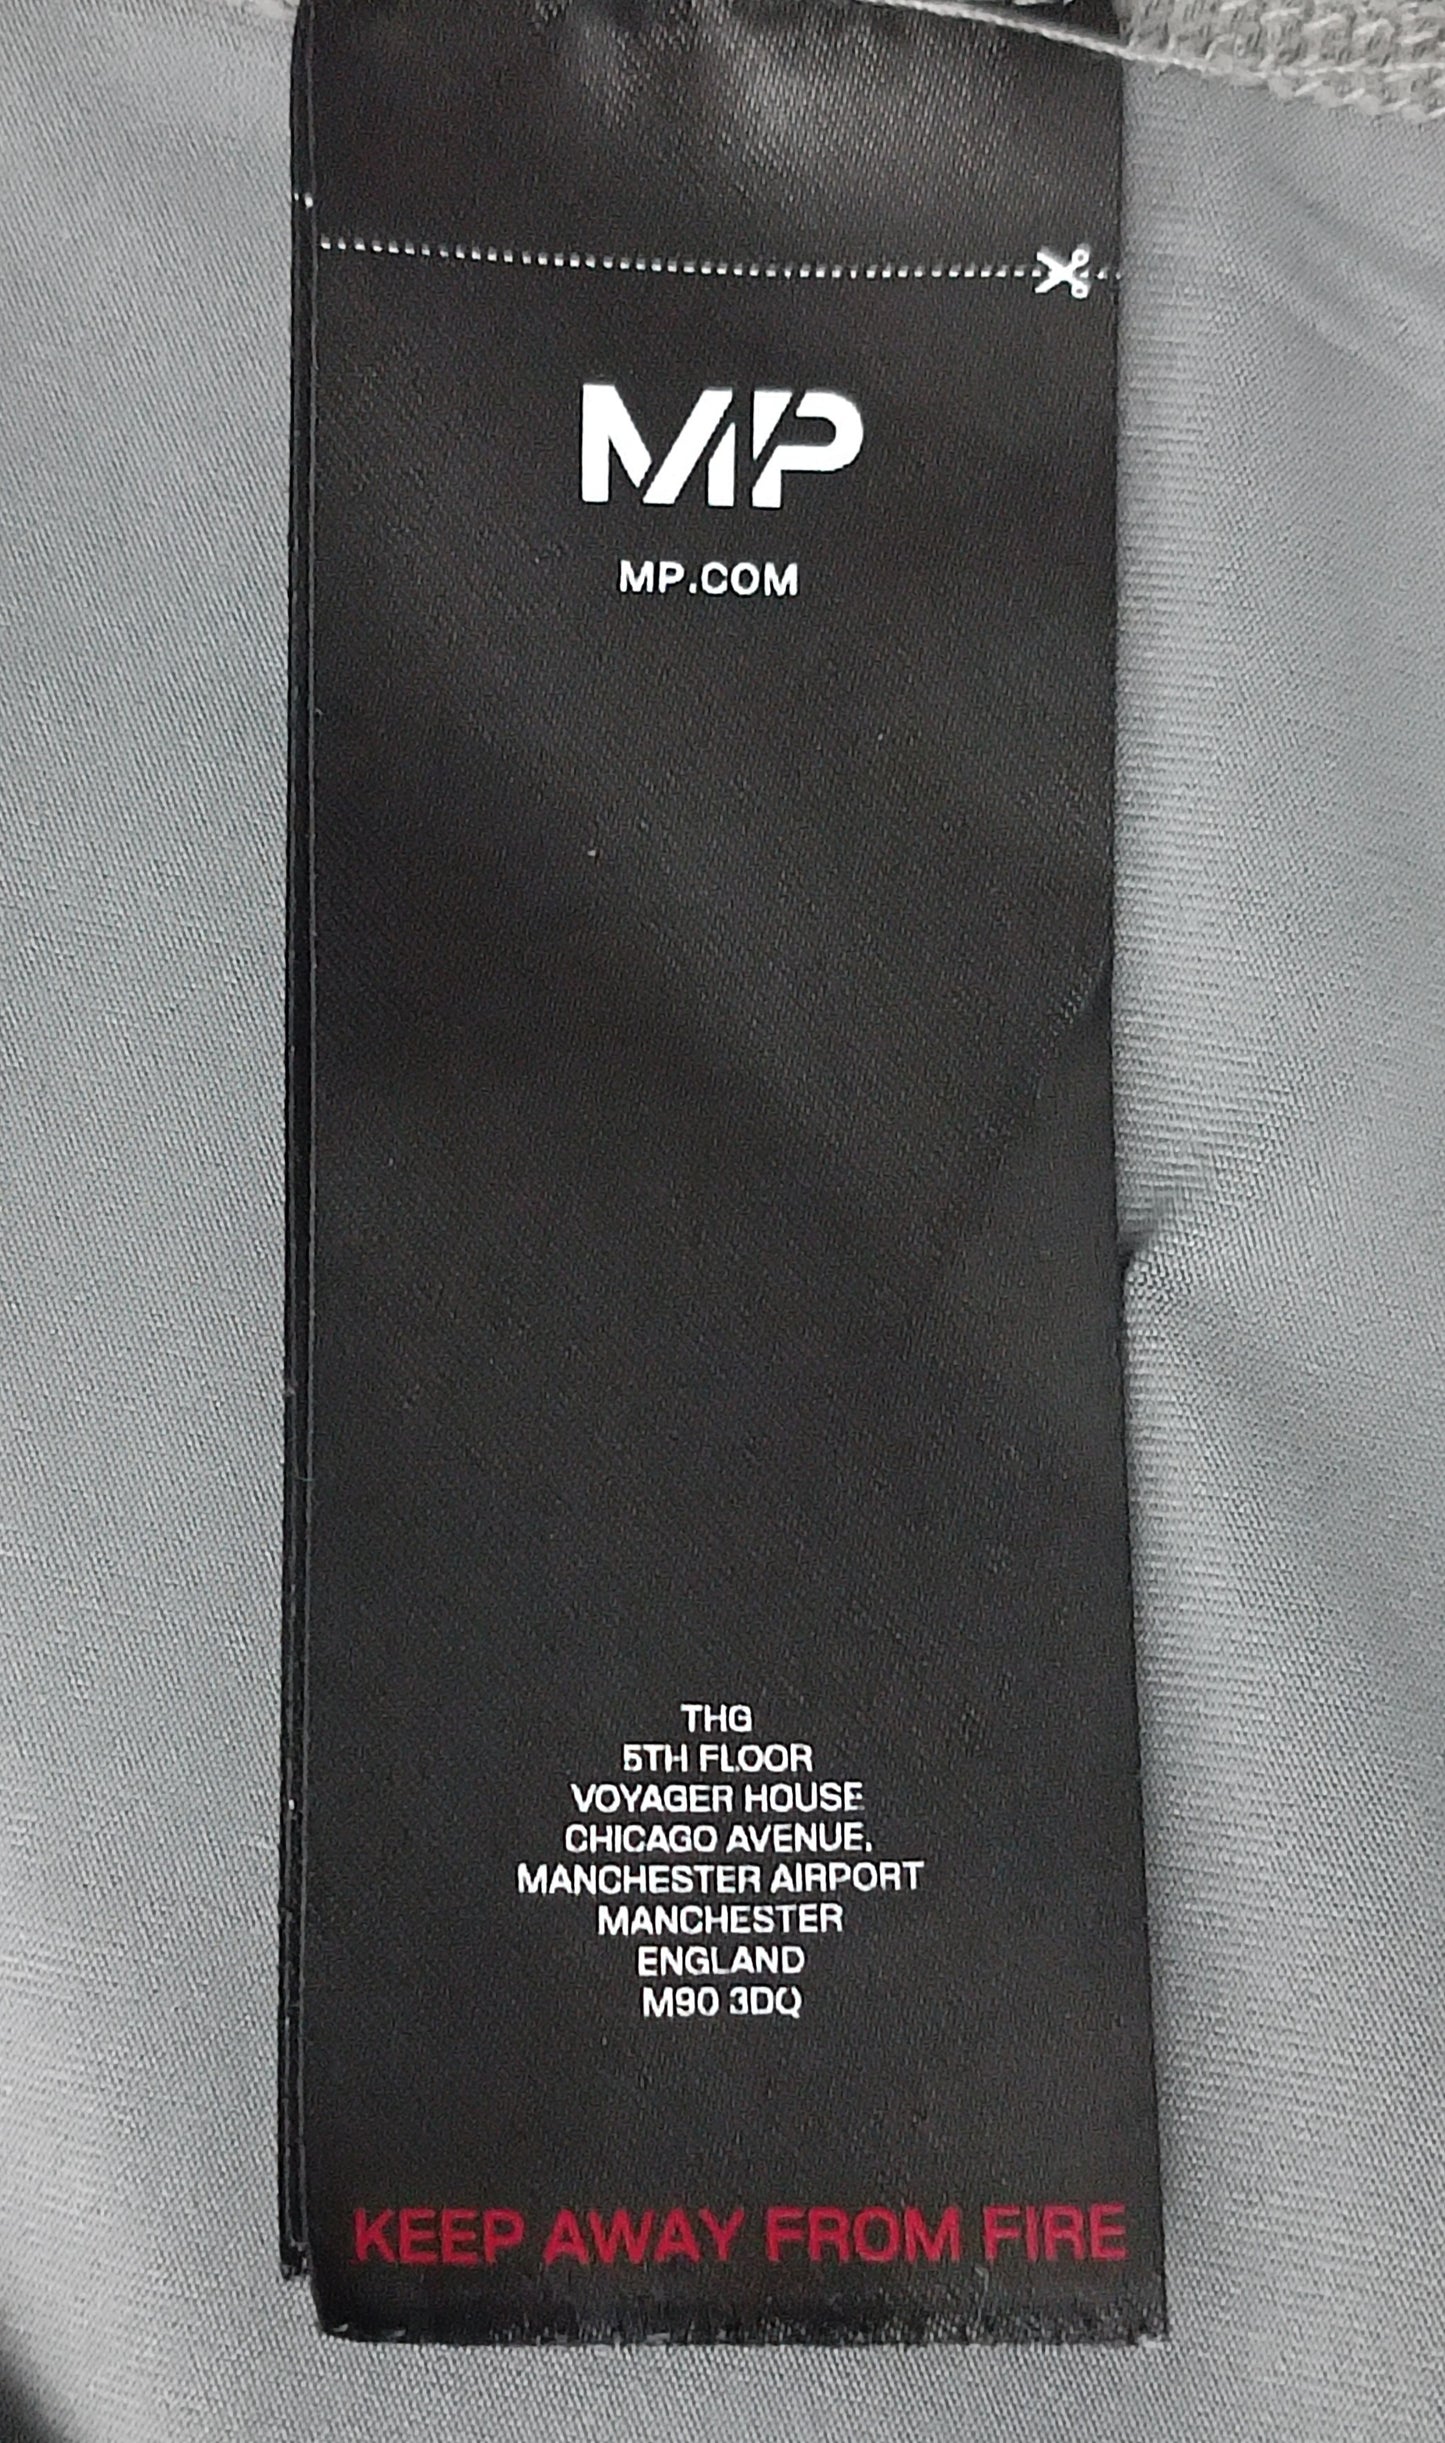 MP
MP.COM
THG
5TH FLOOR
VOYAGER HOUSE
CHICAGO AVENUE,
MANCHESTER AIRPORT
MANCHESTER
ENGLAND
M90 3DQ
KEEP AWAY FROM FIRE